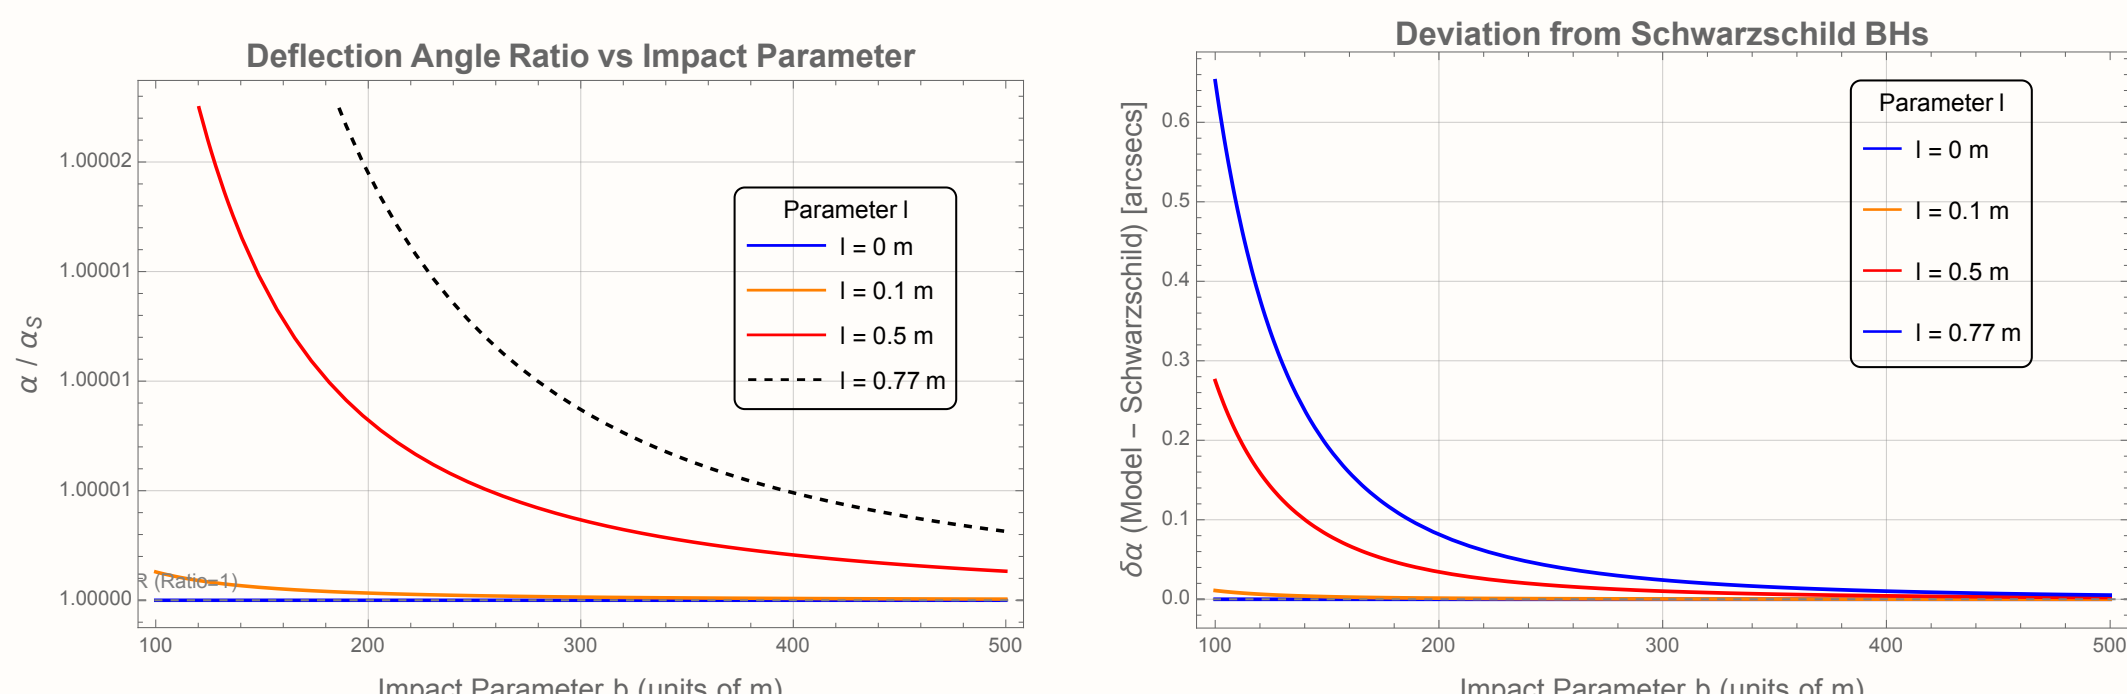 Deflection Angle Ratio vs Impact Parameter
α / αS
1.00002
1.00001
1.00001
1.00001
1.00000
R (Ratio=1)
Parameter l
l = 0 m
l = 0.1 m
l = 0.5 m
l = 0.77 m
100 200 300 400 500
Impact Parameter b (units of m)
Deviation from Schwarzschild BHs
δα (Model − Schwarzschild) [arcsecs]
0.6
0.5
0.4
0.3
0.2
0.1
0.0
Parameter l
l = 0 m
l = 0.1 m
l = 0.5 m
l = 0.77 m
100 200 300 400 500
Impact Parameter b (units of m)